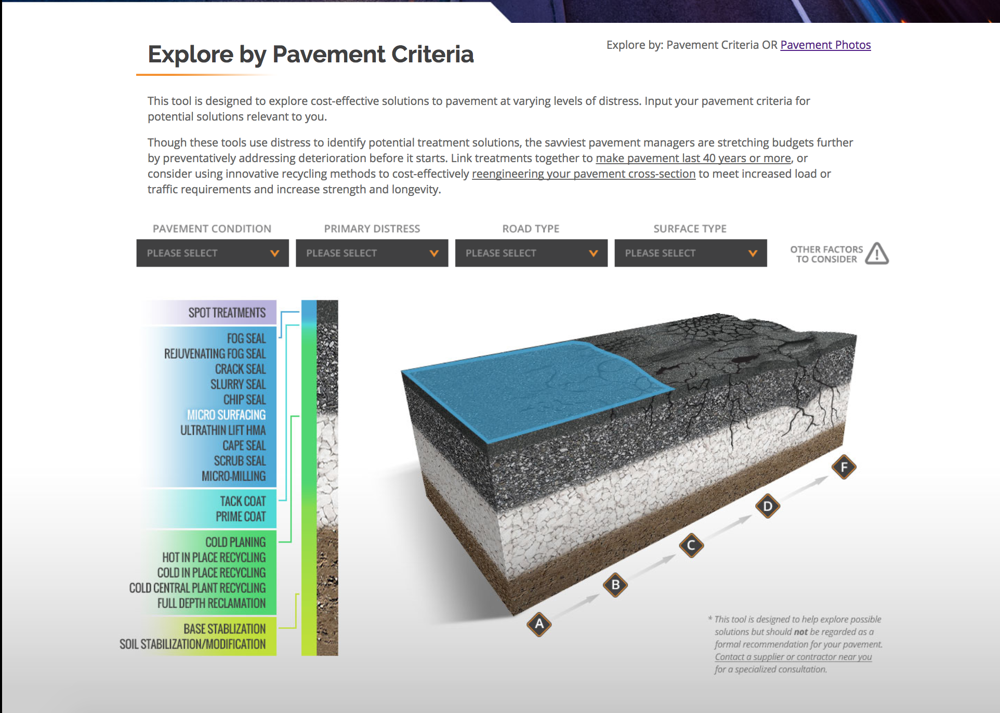 Explore by Pavement Criteria
Explore by: Pavement Criteria OR Pavement Photos
This tool is designed to explore cost-effective solutions to pavement at varying levels of distress. Input your pavement criteria for
potential solutions relevant to you.
Though these tools use distress to identify potential treatment solutions, the savviest pavement managers are stretching budgets further
by preventatively addressing deterioration before it starts. Link treatments together to make pavement last 40 years or more, or
consider using innovative recycling methods to cost-effectively reengineering your pavement cross-section to meet increased load or
traffic requirements and increase strength and longevity.
PAVEMENT CONDITION
PLEASE SELECT
PRIMARY DISTRESS
PLEASE SELECT
ROAD TYPE
PLEASE SELECT
SURFACE TYPE
PLEASE SELECT
OTHER FACTORS
TO CONSIDER
SPOT TREATMENTS
FOG SEAL
REJUVENATING FOG SEAL
CRACK SEAL
SLURRY SEAL
CHIP SEAL
MICRO SURFACING
ULTRATHIN LIFT HMA
CAPE SEAL
SCRUB SEAL
MICRO-MILLING
TACK COAT
PRIME COAT
COLD PLANING
HOT IN PLACE RECYCLING
COLD IN PLACE RECYCLING
COLD CENTRAL PLANT RECYCLING
FULL DEPTH RECLAMATION
BASE STABLIZATION
SOIL STABILIZATION/MODIFICATION
A
B
C
D
F
* This tool is designed to help explore possible
solutions but should not be regarded as a
formal recommendation for your pavement.
Contact a supplier or contractor near you
for a specialized consultation.